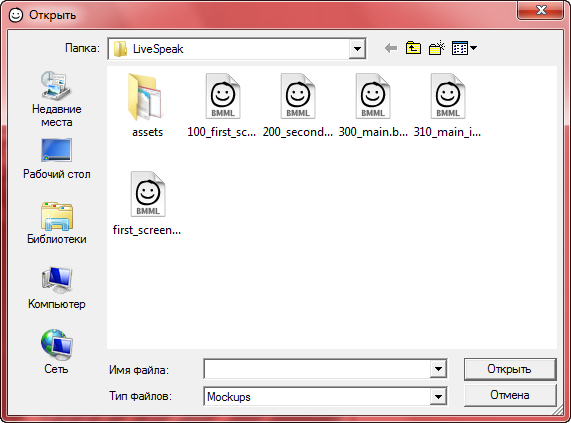 Открыть
Папка: LiveSpeak
Недавние
места
Рабочий стол
Библиотеки
Компьютер
Сеть
assets
BMML
100_first_sc...
BMML
200_second...
BMML
300_main.b...
BMML
310_main_i...
BMML
first_screen...
Имя файла:
Открыть
Тип файлов: Mockups
Отмена